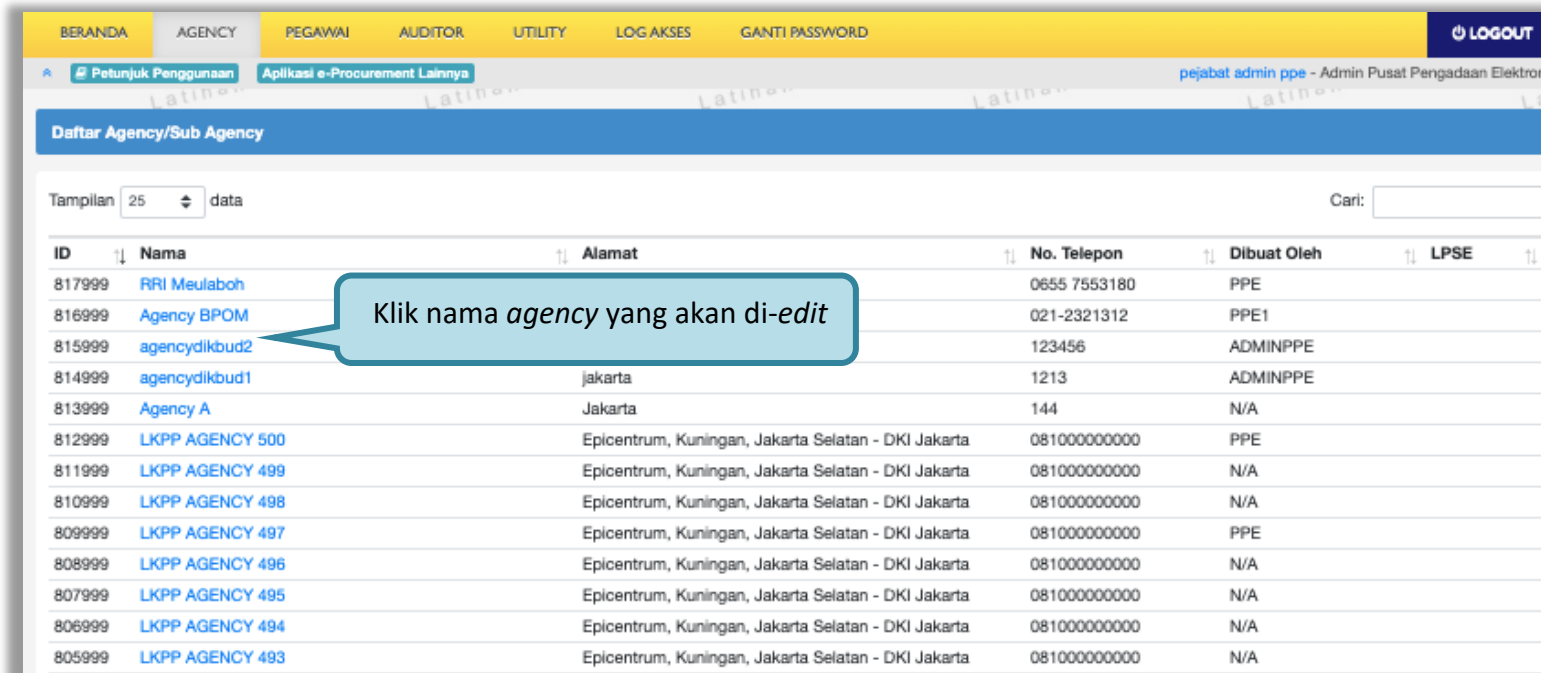 BERANDA AGENCY PEGAWAI AUDITOR UTILITY LOG AKSES GANTI PASSWORD LOGOUT
Petunjuk Penggunaan Aplikasi e-Procurement Lainnya pejabat admin ppe - Admin Pusat Pengadaan Elektron
Latihan Latihan Latihan Latihan Latihan
Daftar Agency/Sub Agency
Tampilan 25 data Cari:
ID Nama Alamat No. Telepon Dibuat Oleh LPSE
817999 RRI Meulaboh 0655 7553180 PPE
816999 Agency BPOM 021-2321312 PPE1
Klik nama agency yang akan di-edit
815999 agencydikbud2 123456 ADMINPPE
814999 agencydikbud1 jakarta 1213 ADMINPPE
813999 Agency A Jakarta 144 N/A
812999 LKPP AGENCY 500 Epicentrum, Kuningan, Jakarta Selatan - DKI Jakarta 081000000000 PPE
811999 LKPP AGENCY 499 Epicentrum, Kuningan, Jakarta Selatan - DKI Jakarta 081000000000 N/A
810999 LKPP AGENCY 498 Epicentrum, Kuningan, Jakarta Selatan - DKI Jakarta 081000000000 N/A
809999 LKPP AGENCY 497 Epicentrum, Kuningan, Jakarta Selatan - DKI Jakarta 081000000000 PPE
808999 LKPP AGENCY 496 Epicentrum, Kuningan, Jakarta Selatan - DKI Jakarta 081000000000 N/A
807999 LKPP AGENCY 495 Epicentrum, Kuningan, Jakarta Selatan - DKI Jakarta 081000000000 N/A
806999 LKPP AGENCY 494 Epicentrum, Kuningan, Jakarta Selatan - DKI Jakarta 081000000000 N/A
805999 LKPP AGENCY 493 Epicentrum, Kuningan, Jakarta Selatan - DKI Jakarta 081000000000 N/A